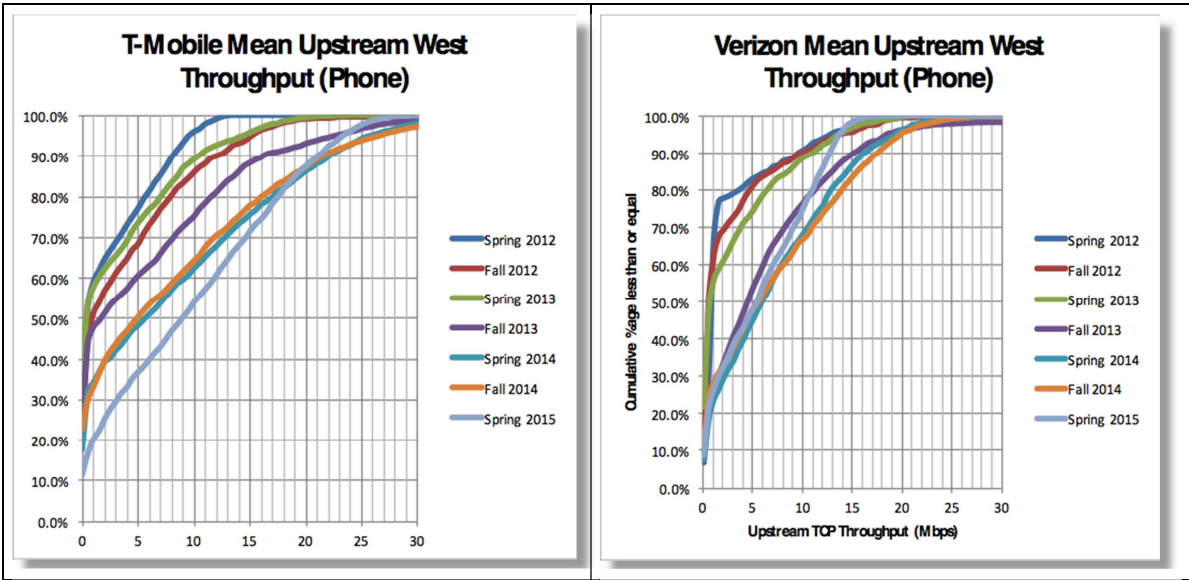 T-Mobile Mean Upstream West
Throughput (Phone)
100.0%
90.0%
80.0%
70.0%
60.0%
50.0%
40.0%
30.0%
20.0%
10.0%
0.0%
0 5 10 15 20 25 30
Spring 2012
Fall 2012
Spring 2013
Fall 2013
Spring 2014
Fall 2014
Spring 2015
Verizon Mean Upstream West
Throughput (Phone)
Cumulative %age less than or equal
100.0%
90.0%
80.0%
70.0%
60.0%
50.0%
40.0%
30.0%
20.0%
10.0%
0.0%
0 5 10 15 20 25 30
Upstream TCP Throughput (Mbps)
Spring 2012
Fall 2012
Spring 2013
Fall 2013
Spring 2014
Fall 2014
Spring 2015